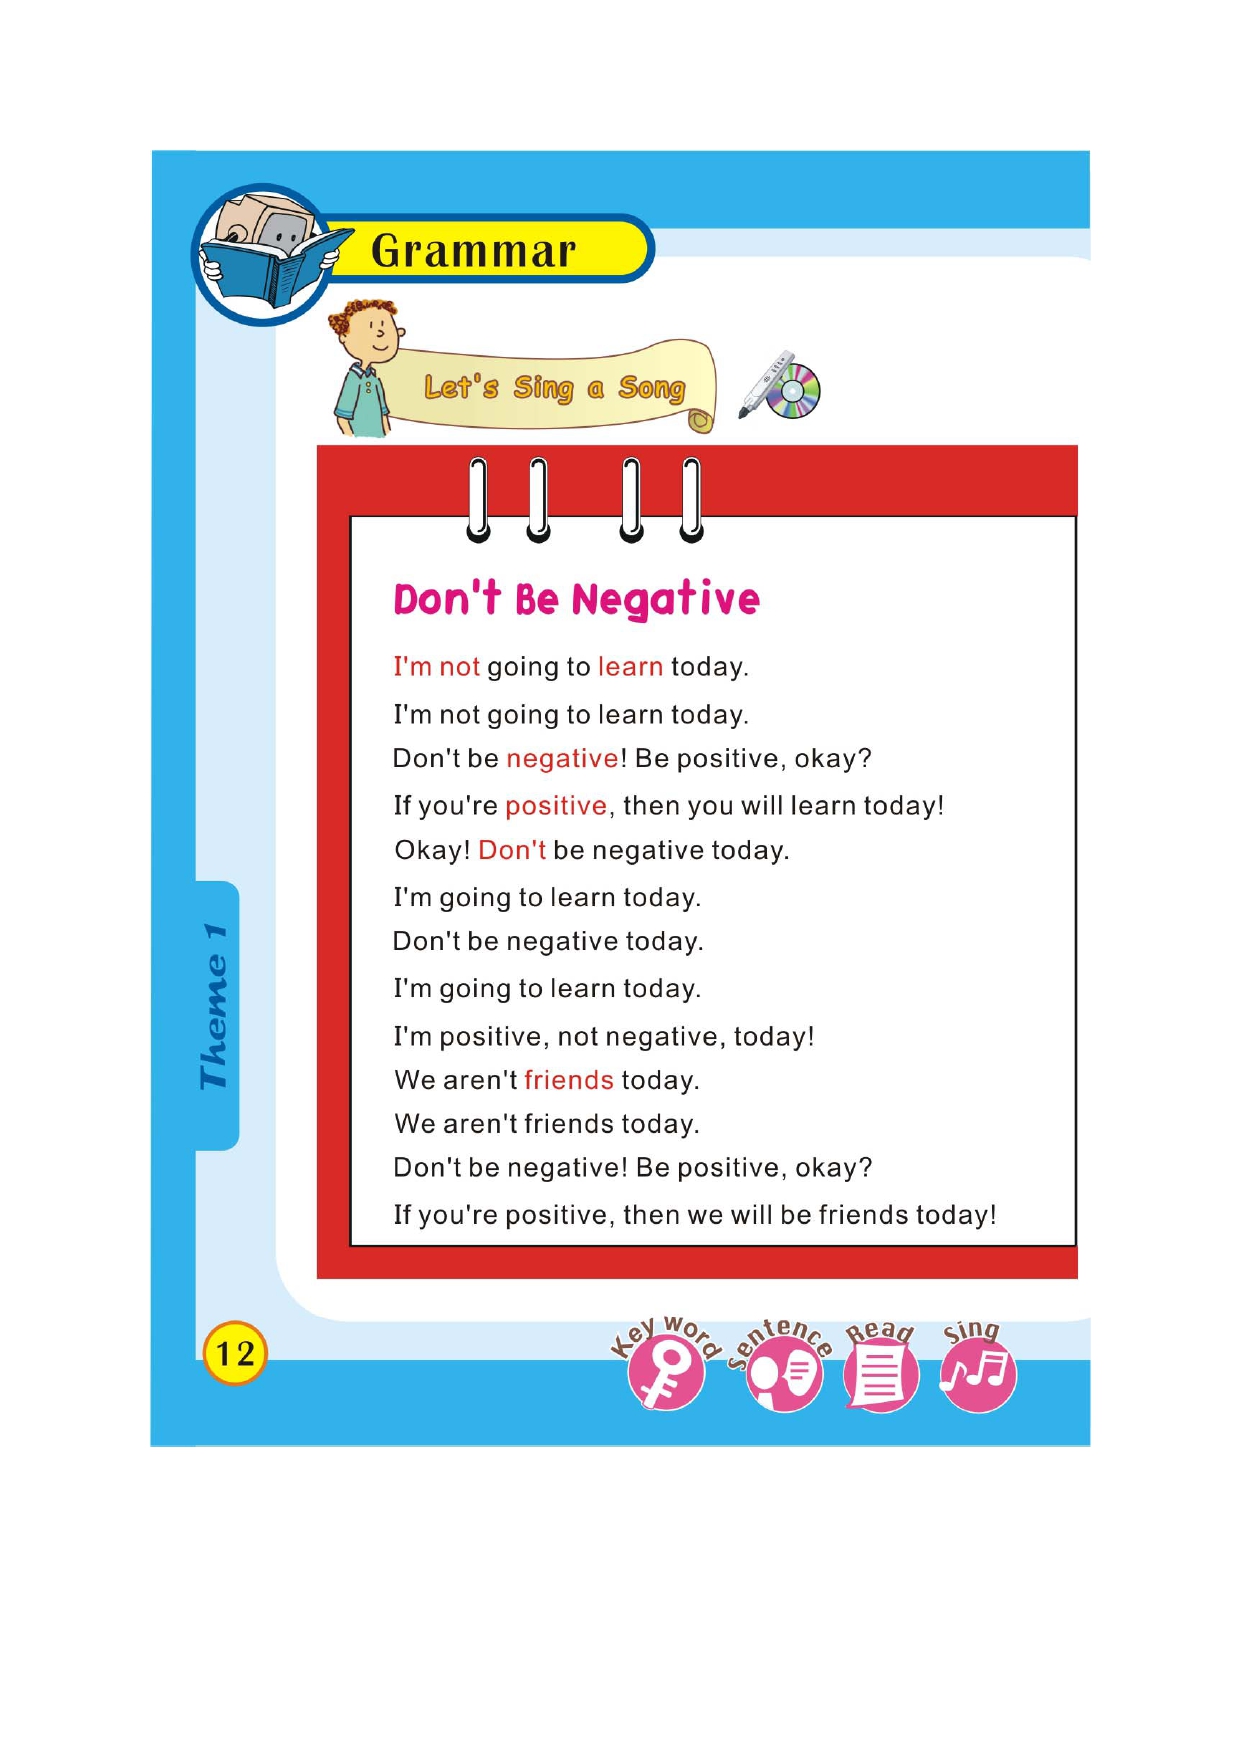 Grammar
Let's Sing a Song
Don't Be Negative
I'm not going to learn today.
I'm not going to learn today.
Don't be negative! Be positive, okay?
If you're positive, then you will learn today!
Okay! Don't be negative today.
I'm going to learn today.
Don't be negative today.
I'm going to learn today.
I'm positive, not negative, today!
We aren't friends today.
We aren't friends today.
Don't be negative! Be positive, okay?
If you're positive, then we will be friends today!
Theme 1
12
Key word
Sentence
Read
Sing